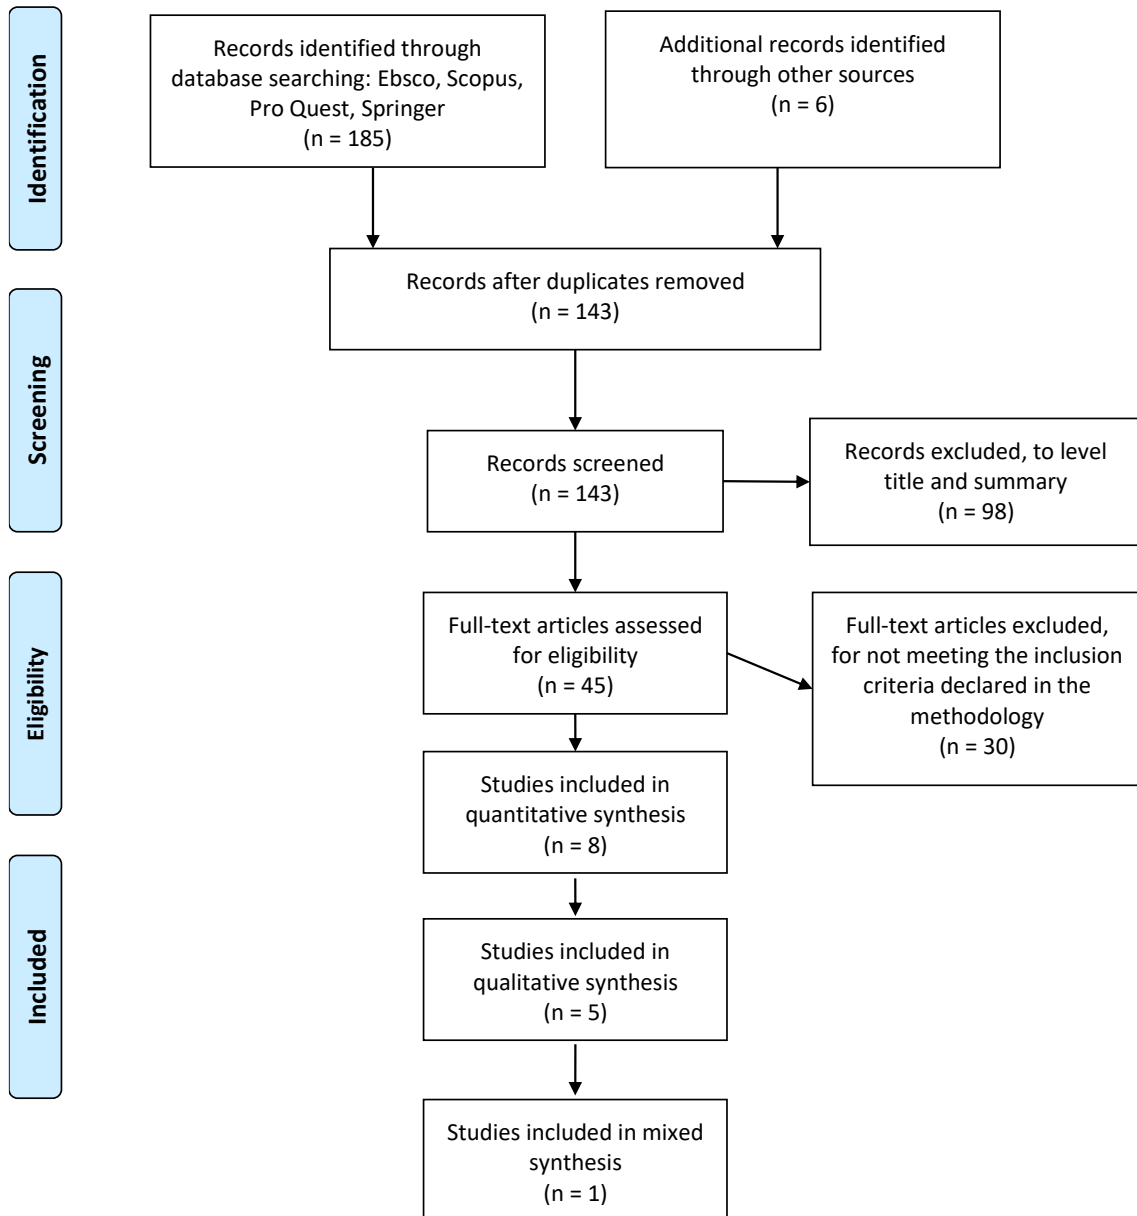 Identification
Records identified through
database searching: Ebsco, Scopus,
Pro Quest, Springer
(n = 185)
Additional records identified
through other sources
(n = 6)
Records after duplicates removed
(n = 143)
Screening
Records screened
(n = 143)
Records excluded, to level
title and summary
(n = 98)
Eligibility
Full-text articles assessed
for eligibility
(n = 45)
Full-text articles excluded,
for not meeting the inclusion
criteria declared in the
methodology
(n = 30)
Studies included in
quantitative synthesis
(n = 8)
Included
Studies included in
qualitative synthesis
(n = 5)
Studies included in mixed
synthesis
(n = 1)